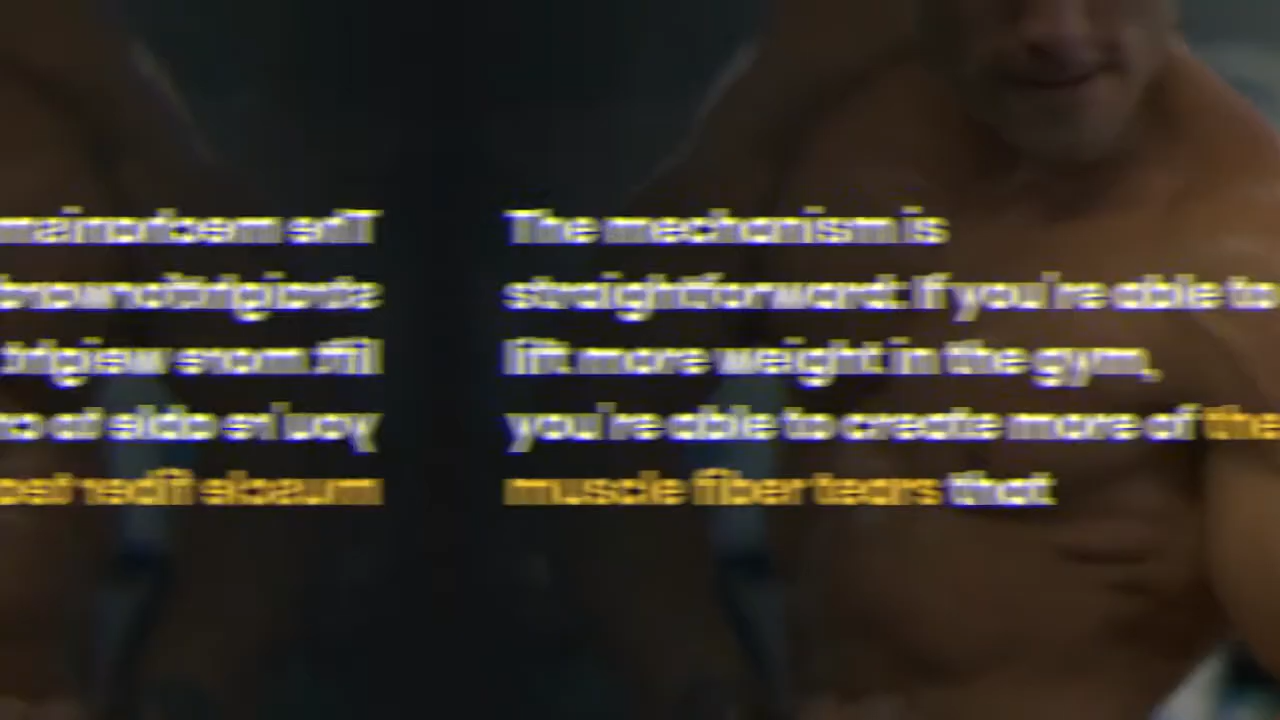 The mechanism is
straightforward: If you're able to
lift more weight in the gym,
you're able to create more of the
muscle fiber tears that